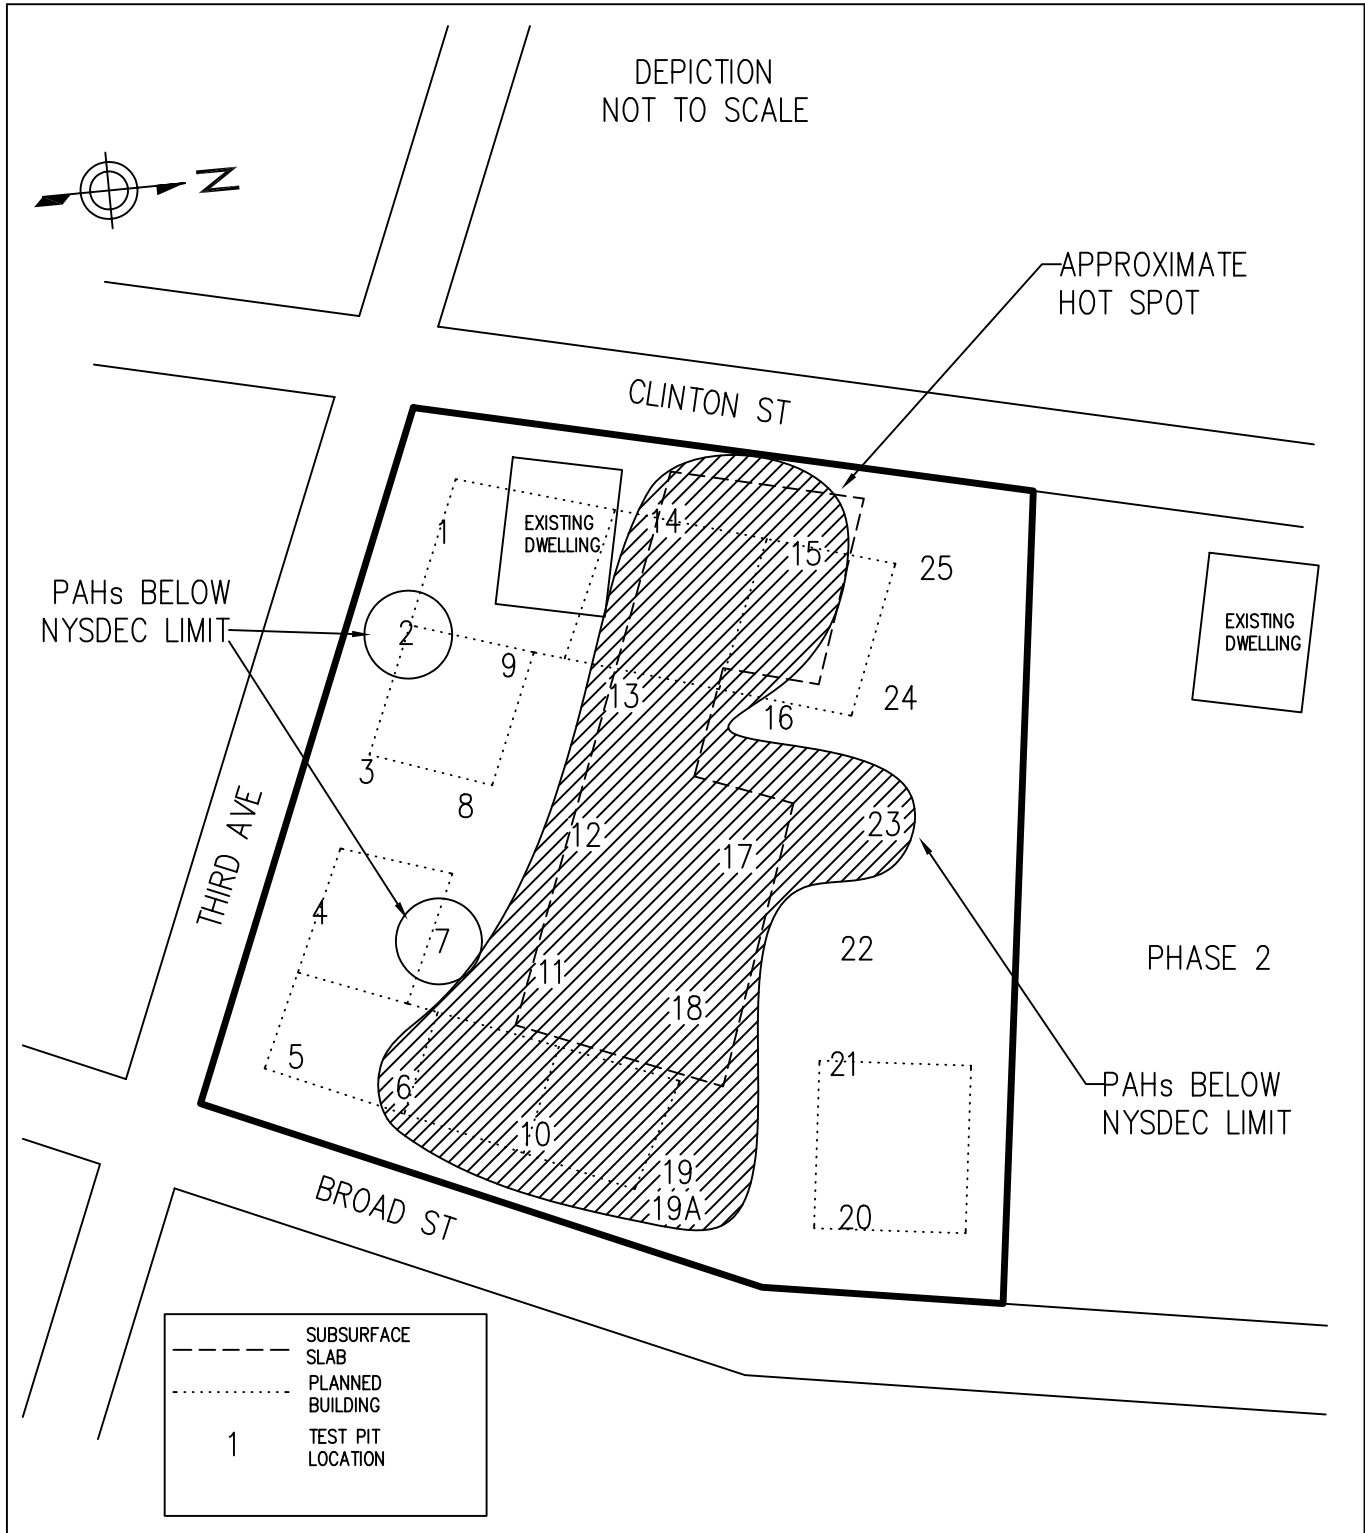 DEPICTION
NOT TO SCALE
N
APPROXIMATE
HOT SPOT
CLINTON ST
EXISTING
DWELLING
1
14
15
25
PAHs BELOW
NYSDEC LIMIT
2
EXISTING
DWELLING
9
13
24
16
3
8
12
17
23
THIRD AVE
4
7
22
11
18
PHASE 2
5
6
21
PAHs BELOW
NYSDEC LIMIT
10
19
19A
20
BROAD ST
SUBSURFACE
SLAB
PLANNED
BUILDING
1
TEST PIT
LOCATION